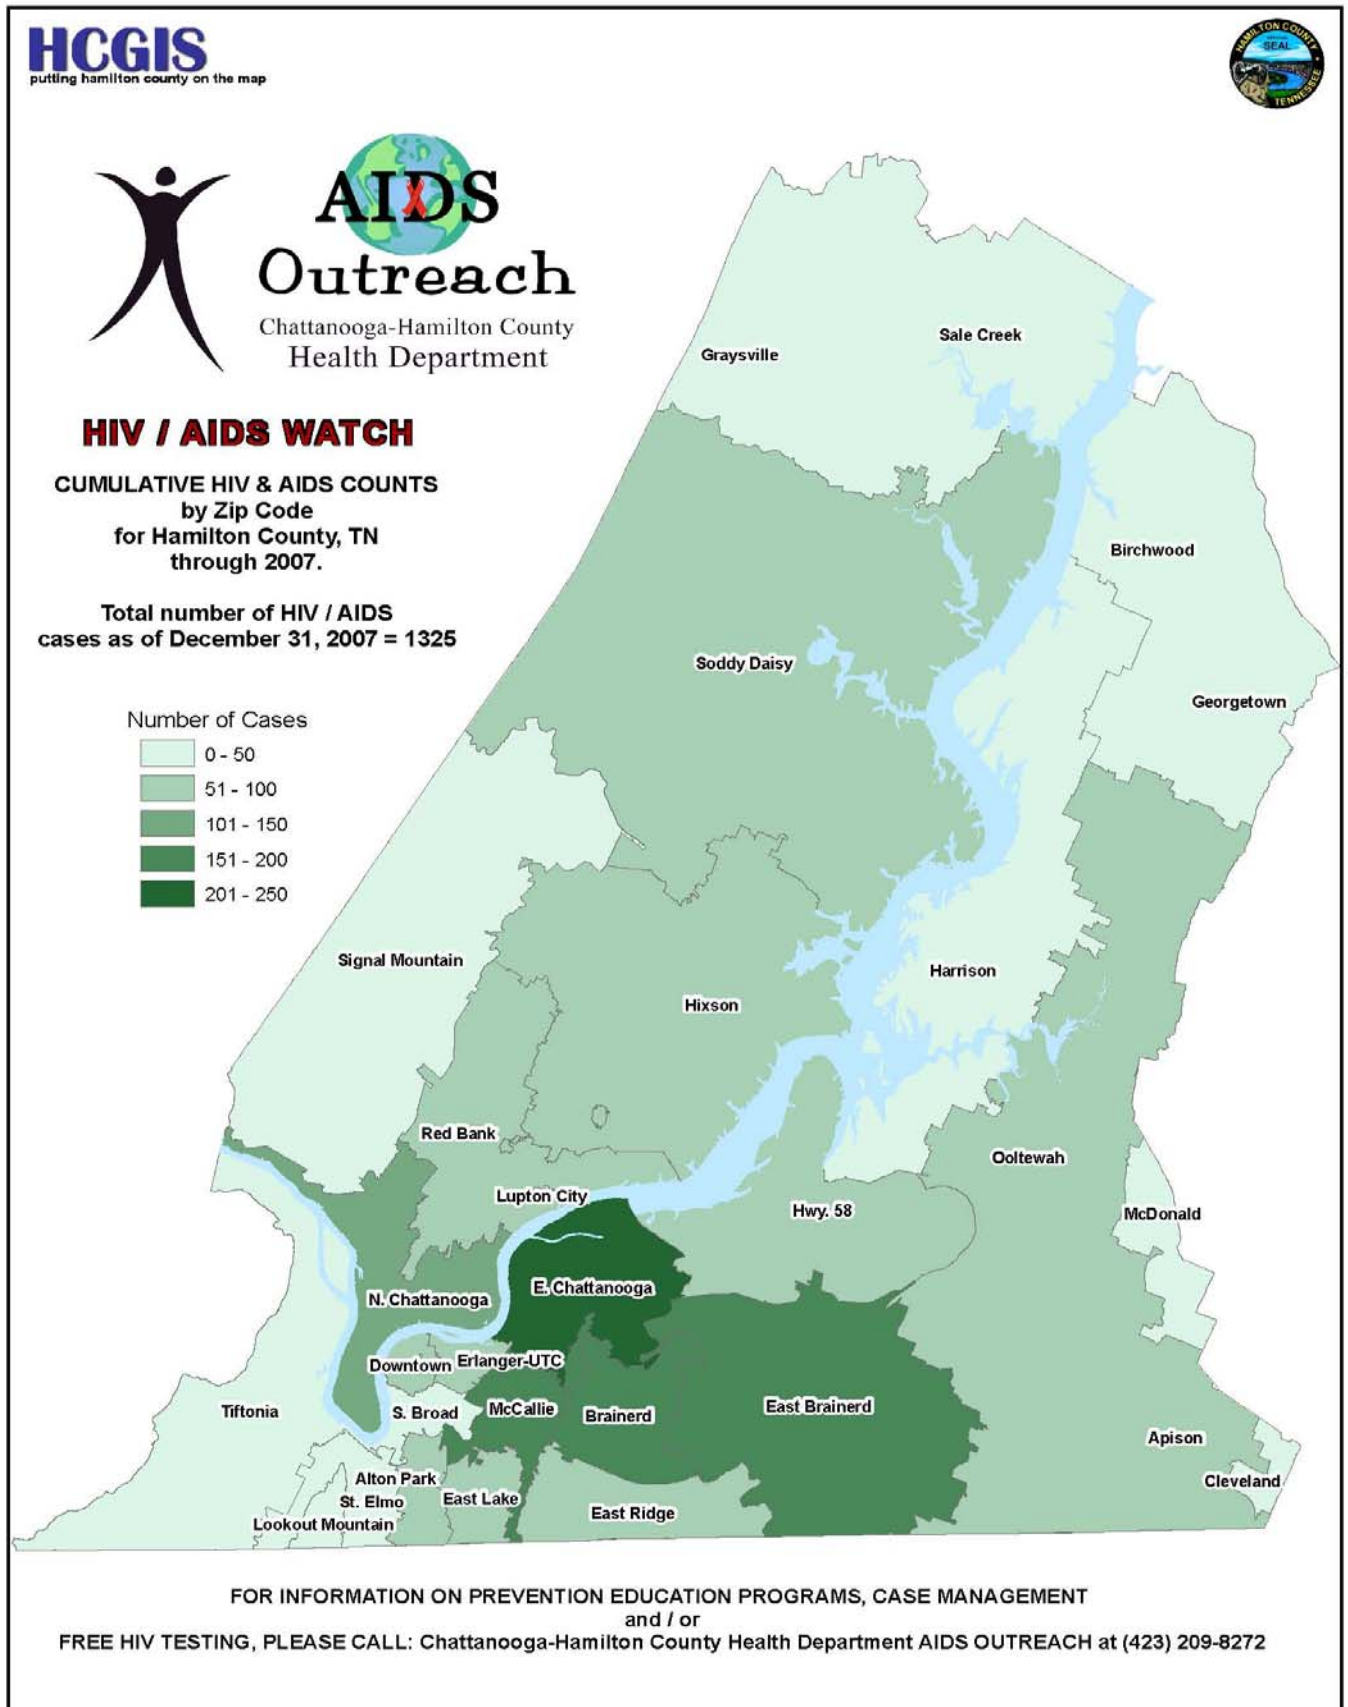 HCGIS
putting hamilton county on the map
HAMILTON COUNTY
SEAL
TENNESSEE
AIDS
Outreach
Chattanooga-Hamilton County
Health Department
HIV / AIDS WATCH
CUMULATIVE HIV & AIDS COUNTS
by Zip Code
for Hamilton County, TN
through 2007.
Total number of HIV / AIDS
cases as of December 31, 2007 = 1325
Number of Cases
0 - 50
51 - 100
101 - 150
151 - 200
201 - 250
Sale Creek
Graysville
Birchwood
Soddy Daisy
Georgetown
Signal Mountain
Harrison
Hixson
Red Bank
Ooltewah
Lupton City
Hwy. 58
McDonald
E. Chattanooga
N. Chattanooga
Downtown
Erlanger-UTC
Tiftonia
S. Broad
McCallie
Brainerd
East Brainerd
Apison
Alton Park
Cleveland
St. Elmo
East Lake
East Ridge
Lookout Mountain
FOR INFORMATION ON PREVENTION EDUCATION PROGRAMS, CASE MANAGEMENT
and / or
FREE HIV TESTING, PLEASE CALL: Chattanooga-Hamilton County Health Department AIDS OUTREACH at (423) 209-8272